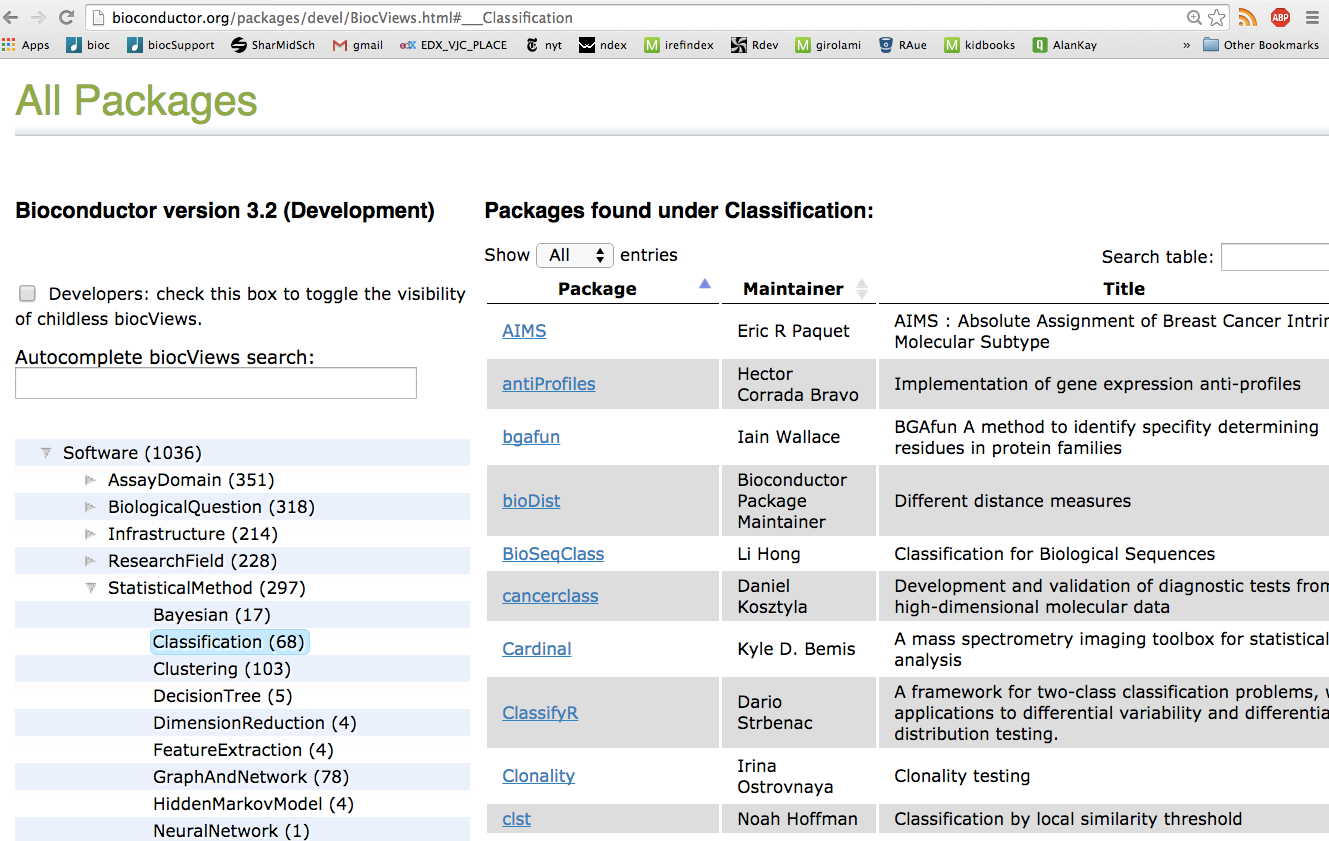 bioconductor.org/packages/devel/BiocViews.html#___Classification
ABP
Apps bioc biocSupport SharMidSch gmail edX EDX_VJC_PLACE nyt ndex M irefindex Rdev M girolami RAue M kidbooks q AlanKay » Other Bookmarks
All Packages
Bioconductor version 3.2 (Development)
Developers: check this box to toggle the visibility
of childless biocViews.
Autocomplete biocViews search:
Software (1036)
AssayDomain (351)
BiologicalQuestion (318)
Infrastructure (214)
ResearchField (228)
StatisticalMethod (297)
Bayesian (17)
Classification (68)
Clustering (103)
DecisionTree (5)
DimensionReduction (4)
FeatureExtraction (4)
GraphAndNetwork (78)
HiddenMarkovModel (4)
NeuralNetwork (1)
Packages found under Classification:
Show All entries
Search table:
Package Maintainer Title
AIMS
Eric R Paquet
AIMS : Absolute Assignment of Breast Cancer Intrin
Molecular Subtype
antiProfiles
Hector
Corrada Bravo
Implementation of gene expression anti-profiles
bgafun
Iain Wallace
BGAfun A method to identify specifity determining
residues in protein families
bioDist
Bioconductor
Package
Maintainer
Different distance measures
BioSeqClass
Li Hong
Classification for Biological Sequences
cancerclass
Daniel
Kosztyla
Development and validation of diagnostic tests from
high-dimensional molecular data
Cardinal
Kyle D. Bemis
A mass spectrometry imaging toolbox for statistical
analysis
ClassifyR
Dario
Strbenac
A framework for two-class classification problems,
applications to differential variability and differentia
distribution testing.
Clonality
Irina
Ostrovnaya
Clonality testing
clst
Noah Hoffman
Classification by local similarity threshold